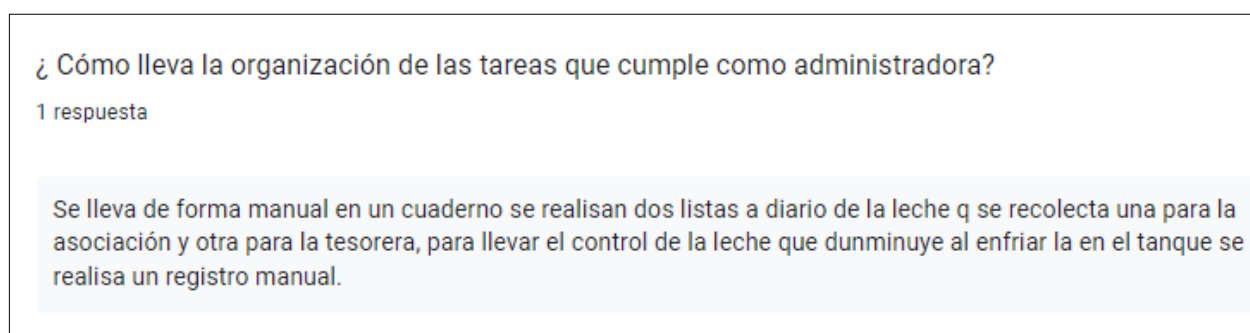 ¿ Cómo lleva la organización de las tareas que cumple como administradora?
1 respuesta
Se lleva de forma manual en un cuaderno se realisan dos listas a diario de la leche q se recolecta una para la
asociación y otra para la tesorera, para llevar el control de la leche que dunminuye al enfriar la en el tanque se
realisa un registro manual.